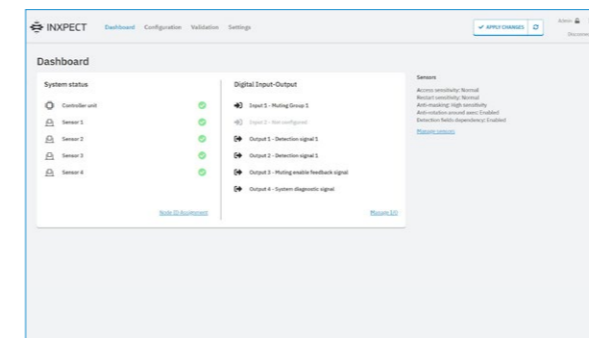 INXPECT
Dashboard Configuration Validation Settings
APPLY CHANGES
Admin
Dashboard
System status
Controller unit
Sensor 1
Sensor 2
Sensor 3
Sensor 4
Node ID Assignment
Digital Input-Output
Input 1 - Muting Group 1
Input 2 - Not configured
Output 1 - Detection signal 1
Output 2 - Detection signal 1
Output 3 - Muting enable feedback signal
Output 4 - System diagnostic signal
Manage I/O
Sensors
Access sensitivity: Normal
Restart sensitivity: Normal
Anti-masking: High sensitivity
Anti-rotation around axes: Enabled
Detection fields dependency: Enabled
Manage sensors